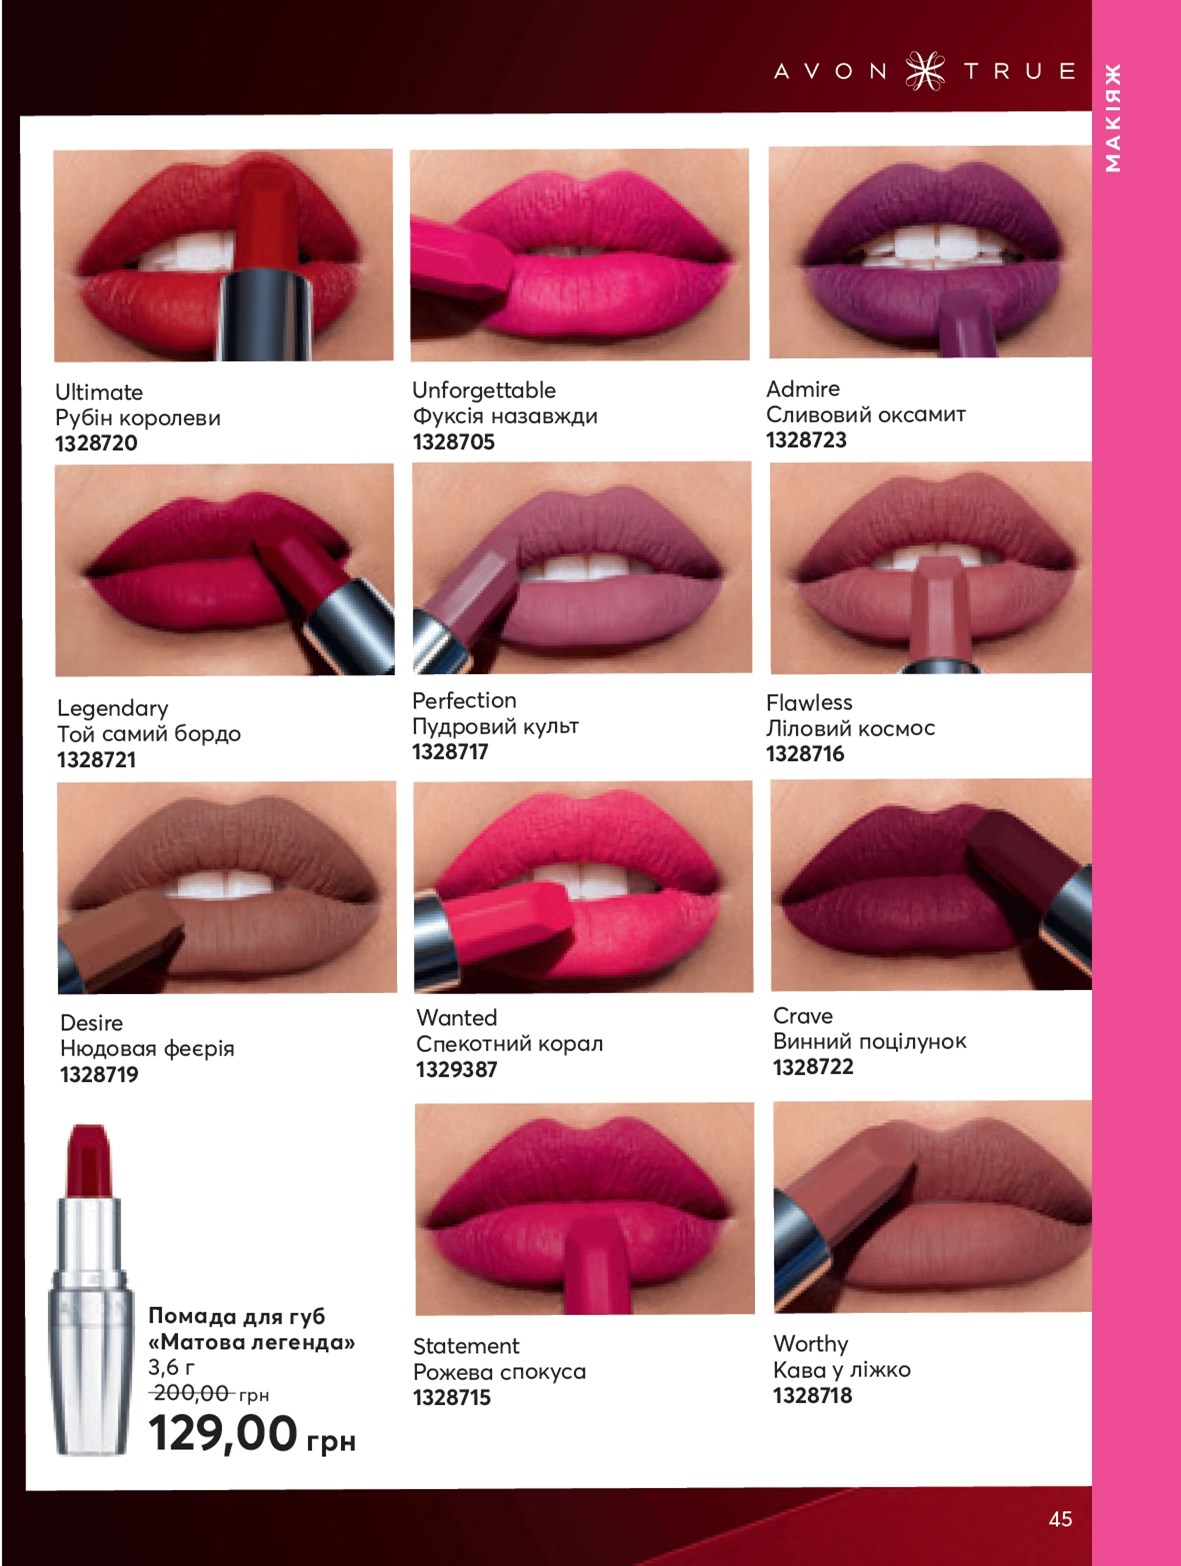 AVON TRUE
МАКІЯЖ
Ultimate
Рубін королеви
1328720
Unforgettable
Фуксія назавжди
1328705
Admire
Сливовий оксамит
1328723
Legendary
Той самий бордо
1328721
Perfection
Пудровий культ
1328717
Flawless
Ліловий космос
1328716
Desire
Нюдовая феєрія
1328719
Wanted
Спекотний корал
1329387
Crave
Винний поцілунок
1328722
Помада для губ
«Матова легенда»
3,6 г
200,00 грн
129,00 грн
Statement
Рожева спокуса
1328715
Worthy
Кава у ліжко
1328718
45